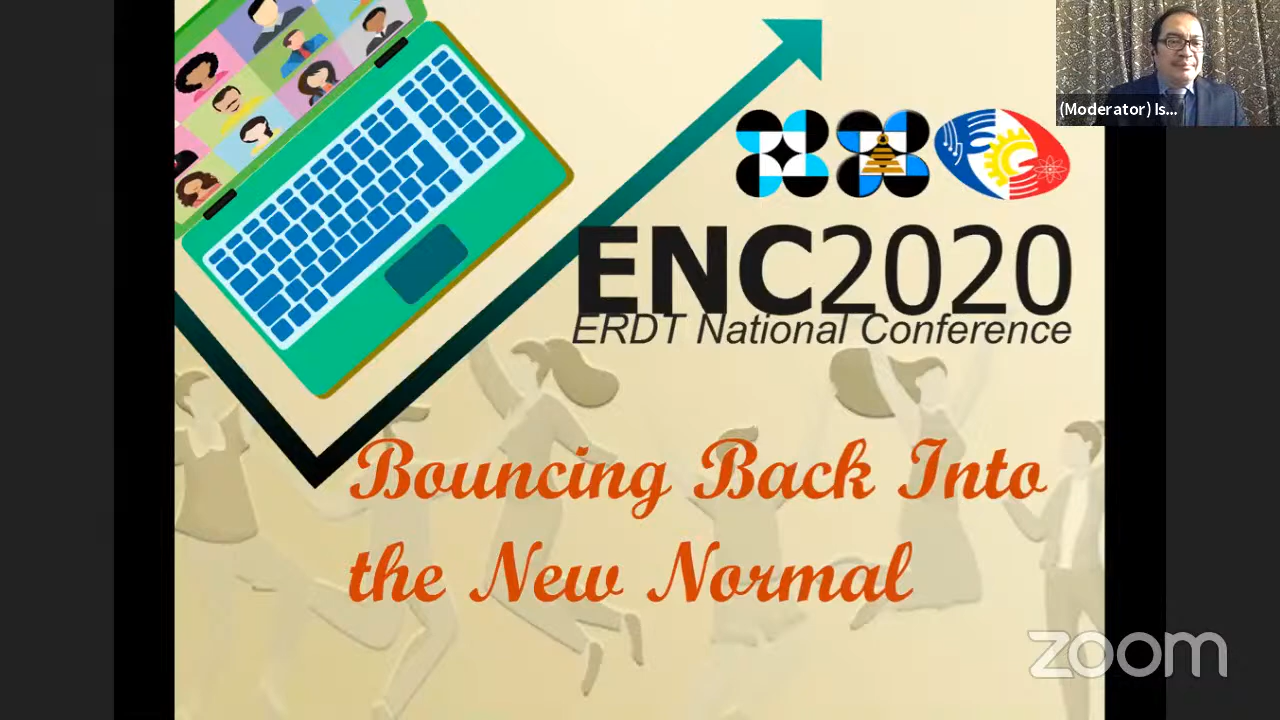 (Moderator) Is...
ENC2020
ERDT National Conference
Bouncing Back Into
the New Normal
zoom